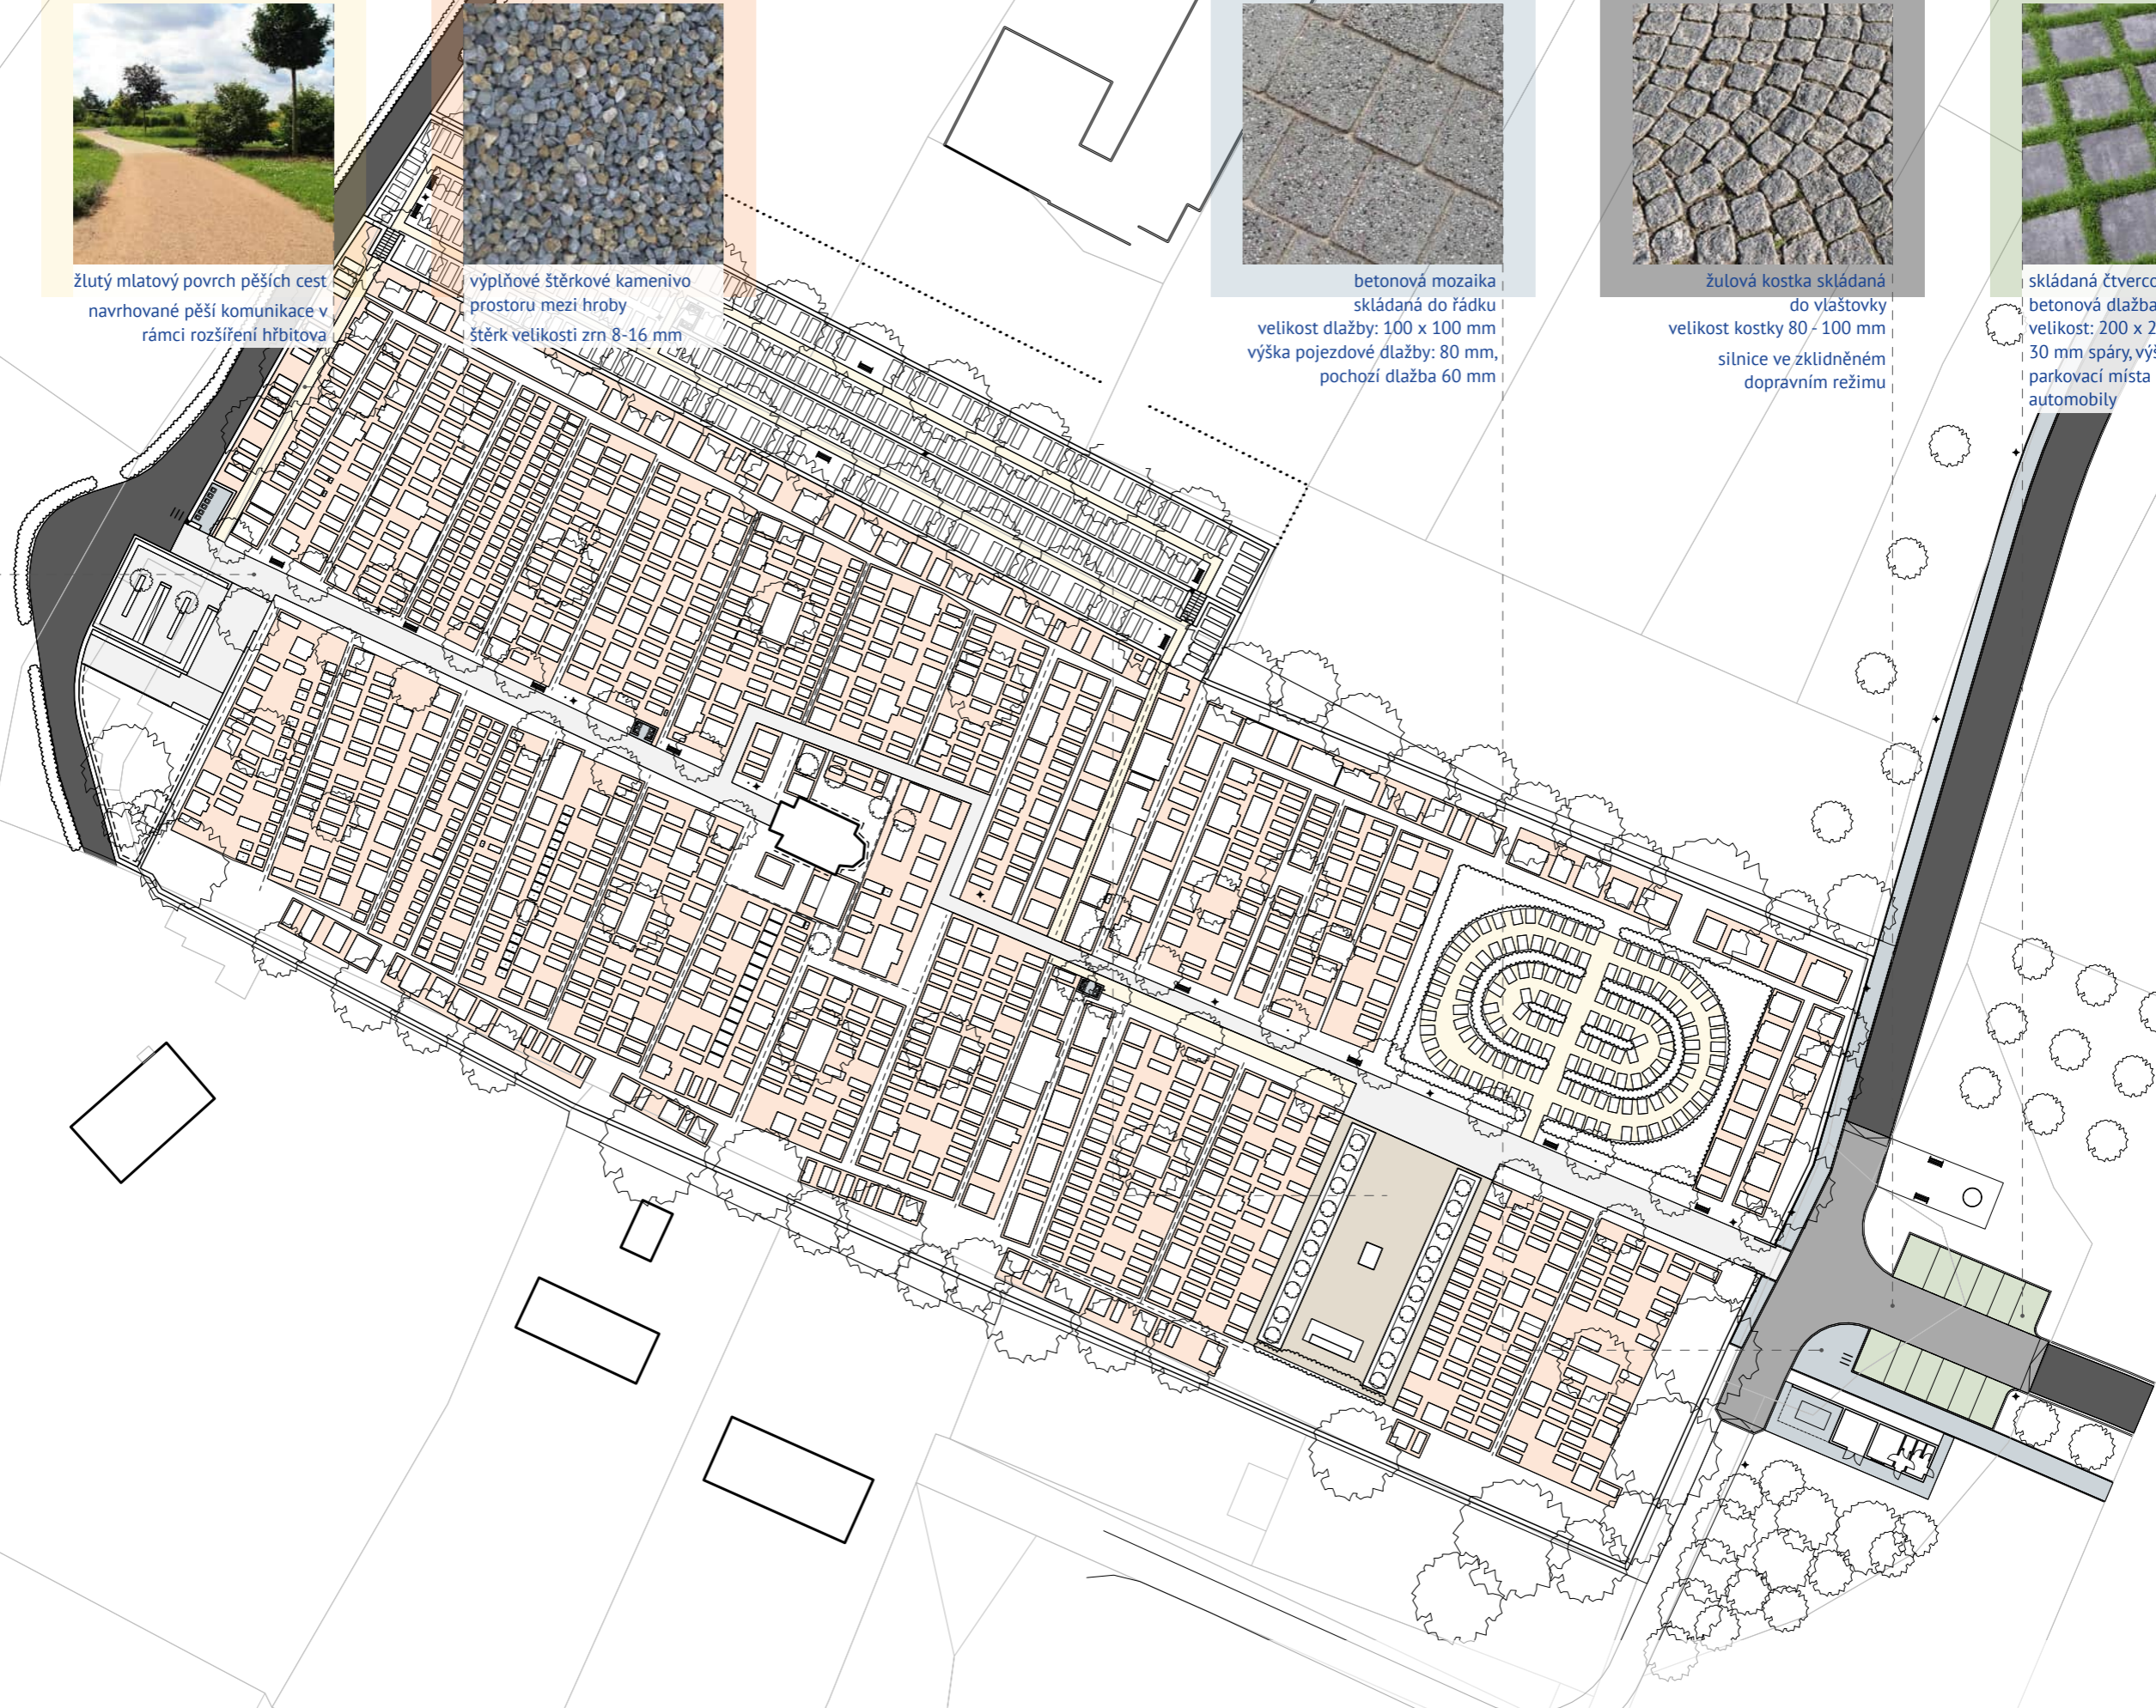 žlutý mlatový povrch pěších cest
navrhované pěší komunikace v
rámci rozšíření hřbitova
výplňové štěrkové kamenivo
prostoru mezi hroby
štěrk velikosti zrn 8-16 mm
betonová mozaika
skládaná do řádku
velikost dlažby: 100 x 100 mm
výška pojezdové dlažby: 80 mm,
pochozí dlažba 60 mm
žulová kostka skládaná
do vlaštovky
velikost kostky 80 - 100 mm
silnice ve zklidněném
dopravním režimu
skládaná
betonová dlažba
velikost: 200 x
30 mm spáry,
parkovací místa
automobily